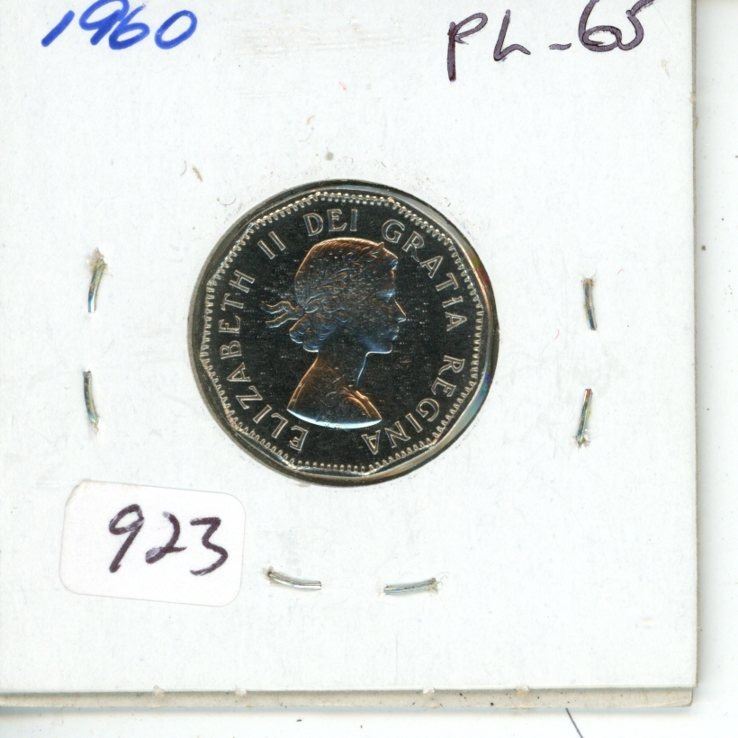 1960
PL-65
ELIZABETH II DEI GRATIA REGINA
923